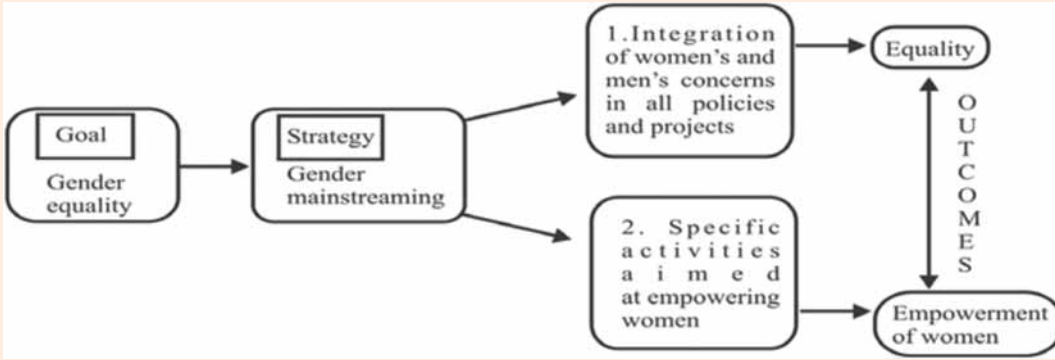 Goal
Gender
equality
Strategy
Gender
mainstreaming
1.Integration
of women's and
men's concerns
in all policies
and projects
2. Specific
activities
aimed
at empowering
women
Equality
OUTCOMES
Empowerment
of women